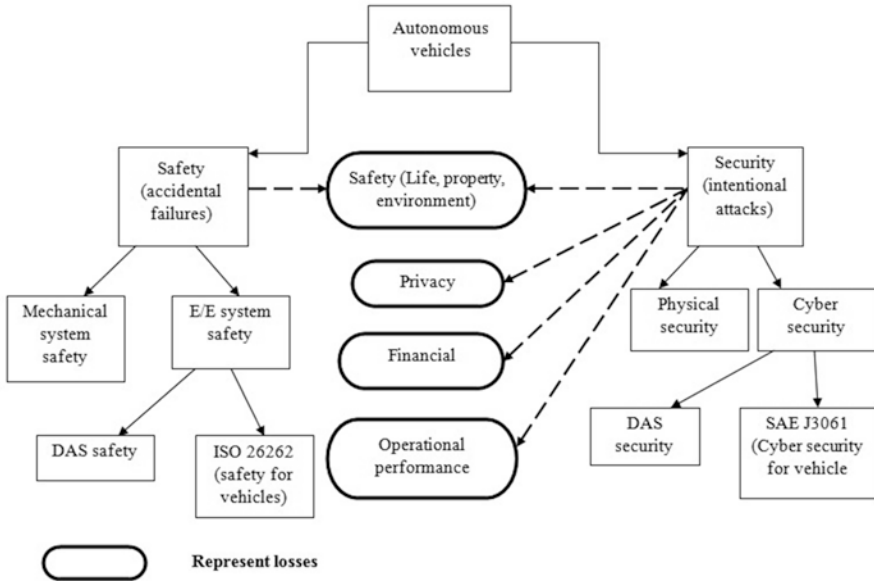 Autonomous
vehicles
Safety
(accidental
failures)
Safety (Life, property,
environment)
Security
(intentional
attacks)
Privacy
Mechanical
system
safety
E/E system
safety
Physical
security
Cyber
security
Financial
DAS safety
ISO 26262
(safety for
vehicles)
Operational
performance
DAS
security
SAE J3061
(Cyber security
for vehicle
Represent losses